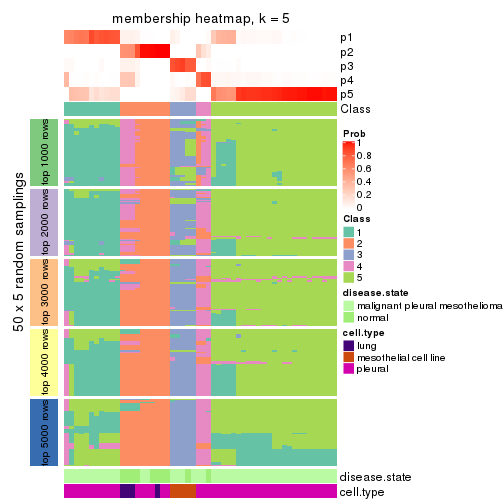 membership heatmap, k = 5
p1
p2
p3
p4
p5
Class
50 x 5 random samplings
top 1000 rows
top 2000 rows
top 3000 rows
top 4000 rows
top 5000 rows
Prob
1
0.8
0.6
0.4
0.2
0
Class
1
2
3
4
5
disease.state
malignant pleural mesothelioma
normal
cell.type
lung
mesothelial cell line
pleural
disease.state
cell.type